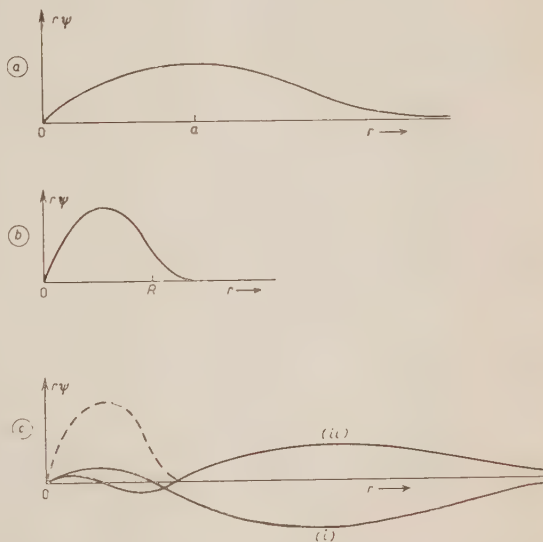 rψ
a
0
a
r →
rψ
b
0
R
r →
rψ
c
(ii)
0
r →
(i)